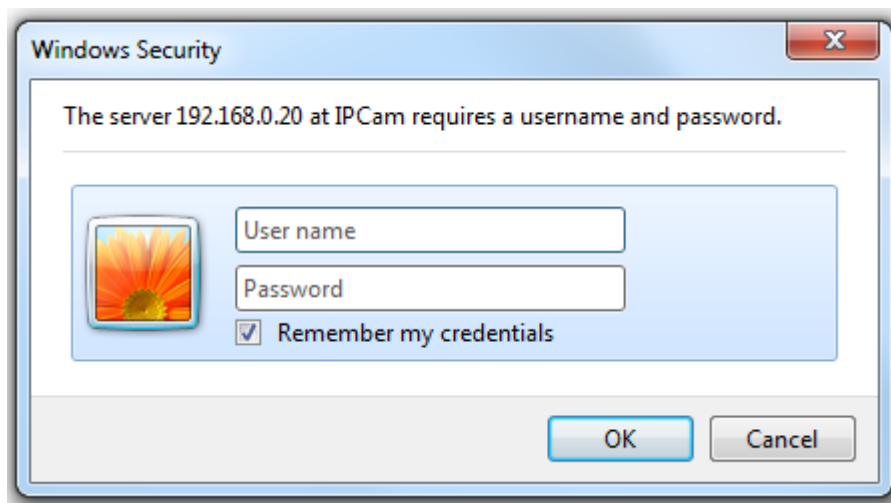 Windows Security
The server 192.168.0.20 at IPCam requires a username and password.
User name
Password
Remember my credentials
OK
Cancel